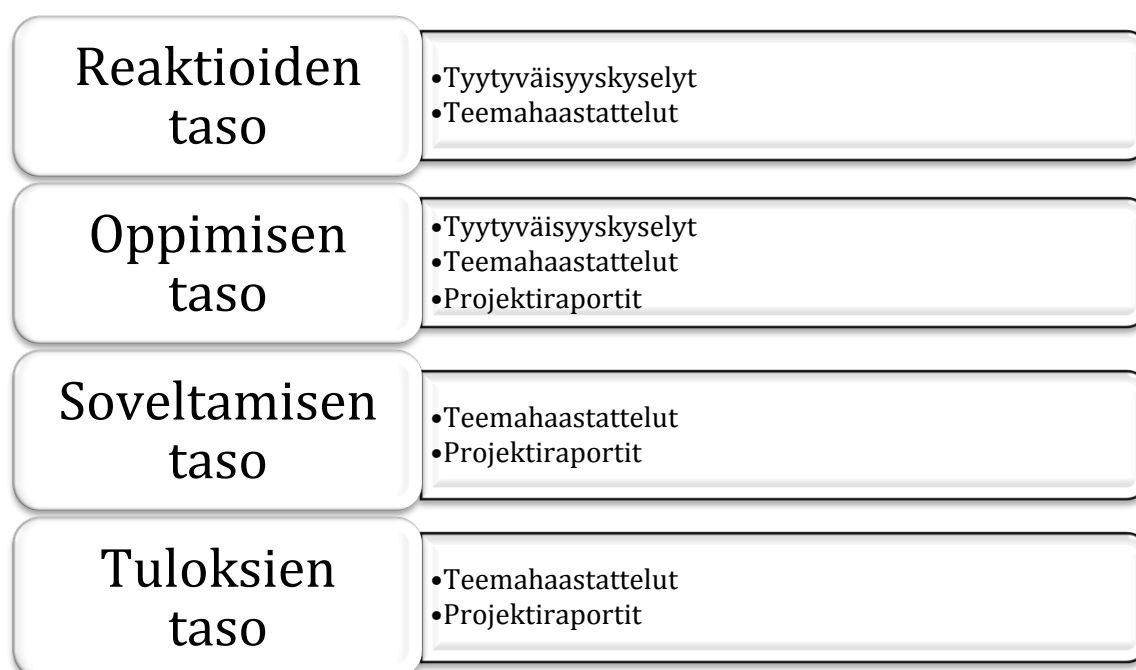 Reaktioiden
taso
•Tyytyväisyyskyselyt
•Teemahaastattelut
Oppimisen
taso
•Tyytyväisyyskyselyt
•Teemahaastattelut
•Projektiraportit
Soveltamisen
taso
•Teemahaastattelut
•Projektiraportit
Tuloksien
taso
•Teemahaastattelut
•Projektiraportit